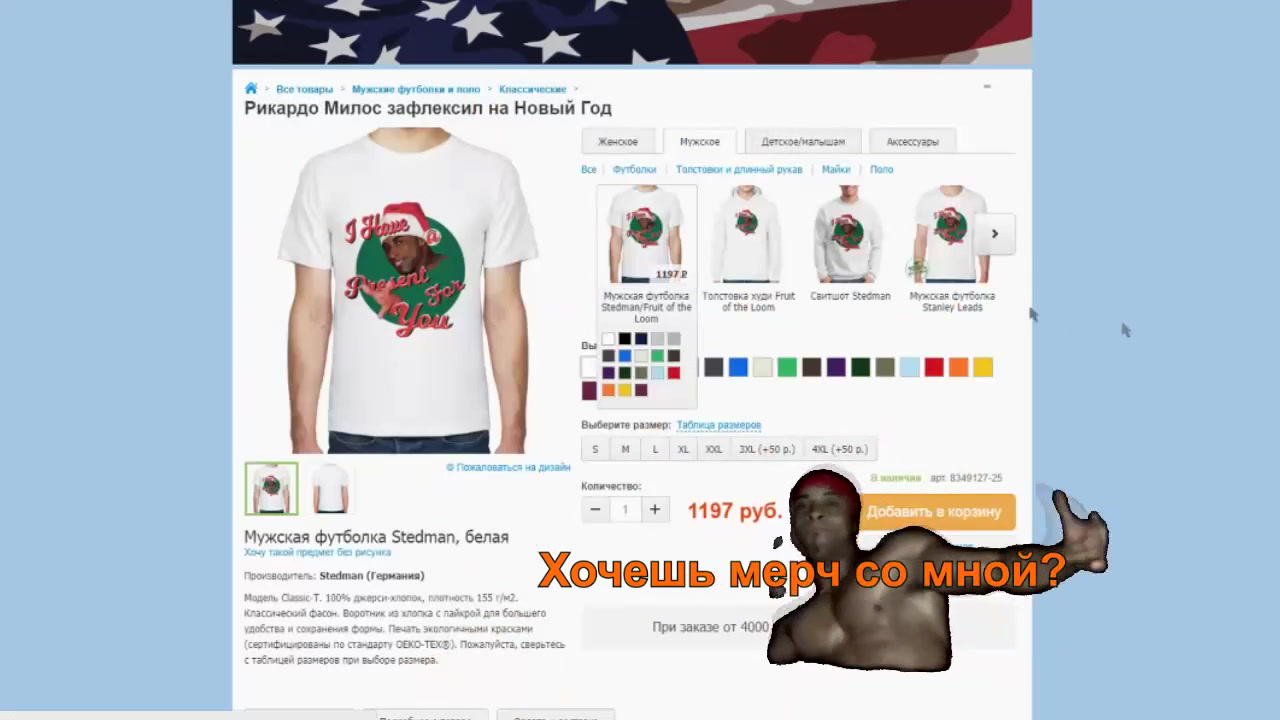 Все товары > Мужские футболки и поло > Классические >
Рикардо Милос зафлексил на Новый Год
Женское Мужское Детское/малышам Аксессуары
Все Футболки Толстовки и длинный рукав Майки Поло
I Have
a
Present
For
You
1197 ₽
Мужская футболка
Stedman/Fruit of the
Loom
Толстовка худи Fruit
of the Loom
Свитшот Stedman
Мужская футболка
Stanley Leads
Вы
Выберите размер: Таблица размеров
S M L XL XXL 3XL (+50 р.) 4XL (+50 р.)
Пожаловаться на дизайн
В наличии арт. 8349127-25
Количество:
− 1 + 1197 руб. Добавить в корзину
Мужская футболка Stedman, белая
Хочу такой предмет без рисунка
Хочешь мерч со мной?
Производитель: Stedman (Германия)
Модель Classic-T. 100% джерси-хлопок, плотность 155 г/м2.
Классический фасон. Воротник из хлопка с лайкрой для большего
удобства и сохранения формы. Печать экологичными красками
(сертифицированы по стандарту OEKO-TEX®). Пожалуйста, сверьтесь
с таблицей размеров при выборе размера.
При заказе от 4000